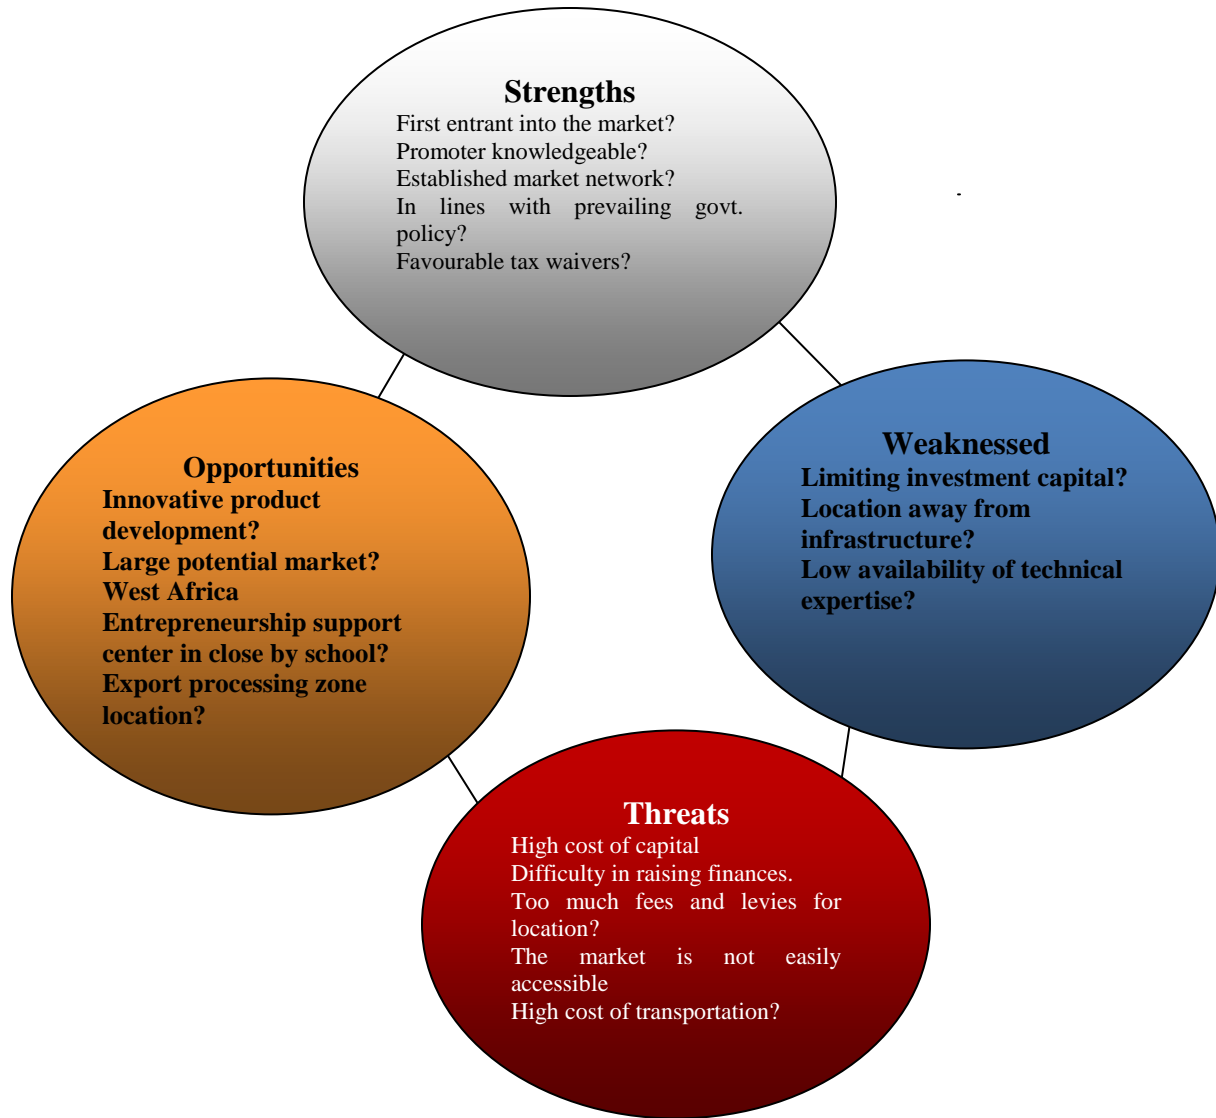 Strengths
First entrant into the market?
Promoter knowledgeable?
Established market network?
In lines with prevailing govt.
policy?
Favourable tax waivers?
-
Opportunities
Innovative product
development?
Large potential market?
West Africa
Entrepreneurship support
center in close by school?
Export processing zone
location?
Weaknessed
Limiting investment capital?
Location away from
infrastructure?
Low availability of technical
expertise?
Threats
High cost of capital
Difficulty in raising finances.
Too much fees and levies for
location?
The market is not easily
accessible
High cost of transportation?